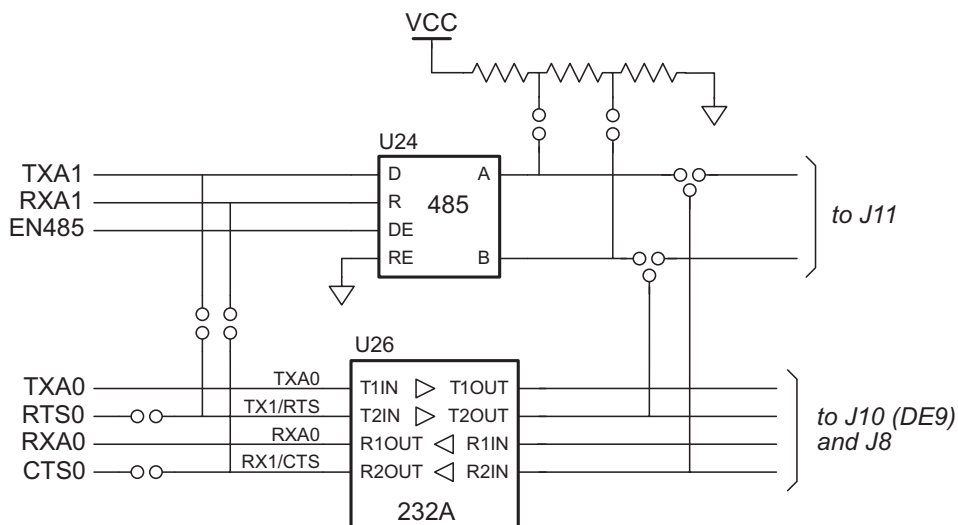 VCC
U24
TXA1
D
A
RXA1
R
485
EN485
DE
RE
B
to J11
U26
TXA0
TXA0
T1IN
T1OUT
RTS0
TX1/RTS
T2IN
T2OUT
RXA0
RXA0
R1OUT
R1IN
CTS0
RX1/CTS
R2OUT
R2IN
to J10 (DE9)
and J8
232A